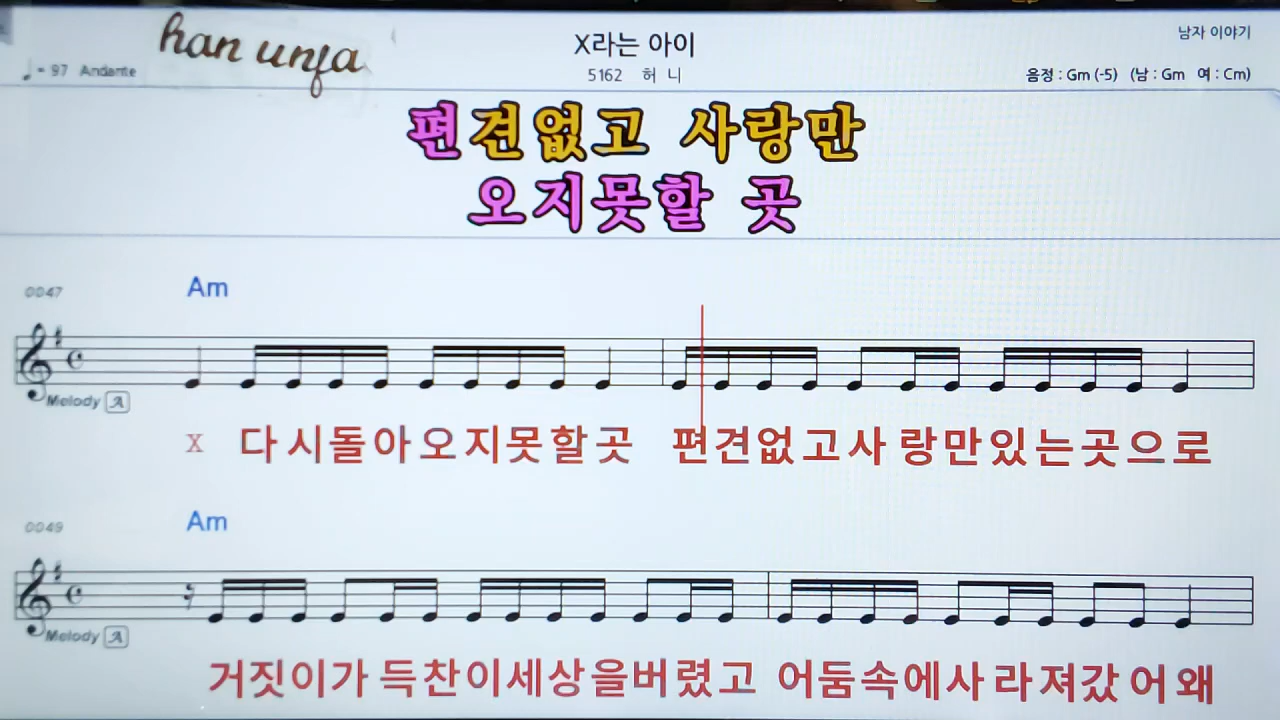 han unfa
X라는 아이
남자 이야기
♩= 97 Andante
5162 허 니
음정 : Gm (-5) (남 : Gm 여 : Cm)
편견없고 사랑만
오지못할 곳
0047
Am
Melody A
X 다시돌아오지못할곳 편견없고사랑만있는곳으로
0049
Am
Melody A
거짓이가득찬이세상을버렸고 어둠속에사라져갔어왜